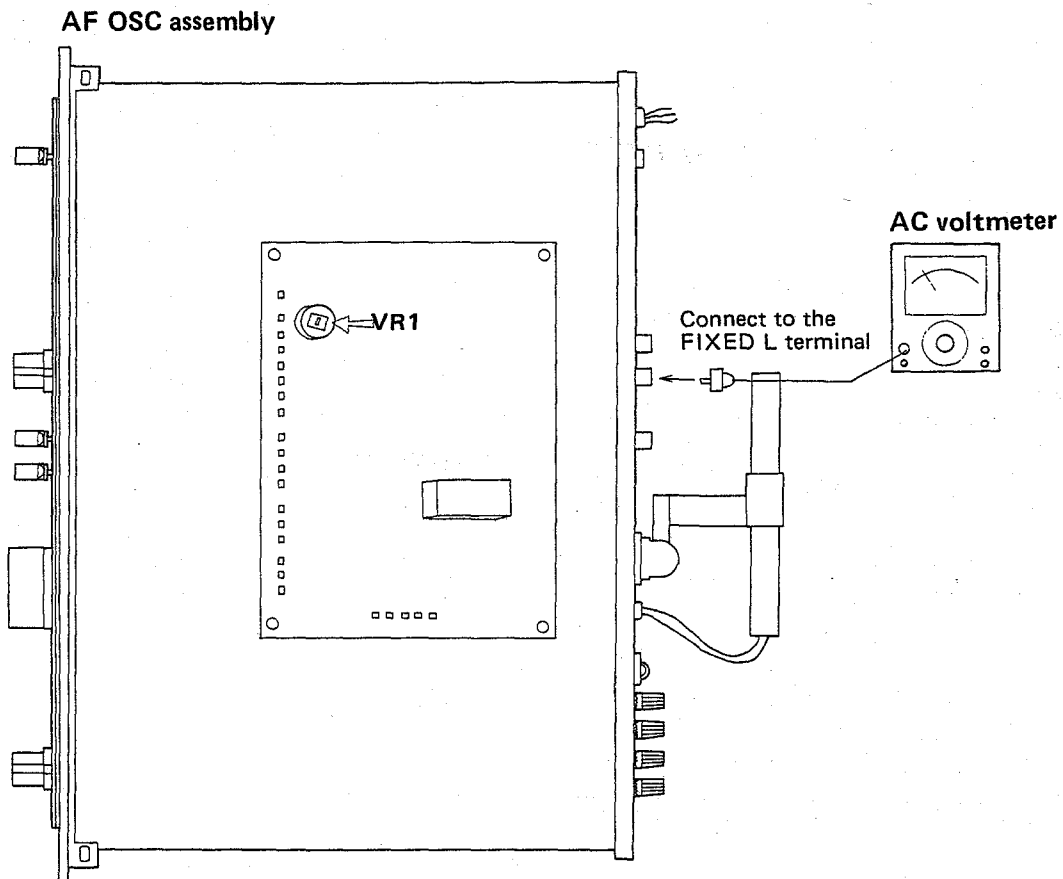 AF OSC assembly
AC voltmeter
VR1
Connect to the
FIXED L terminal